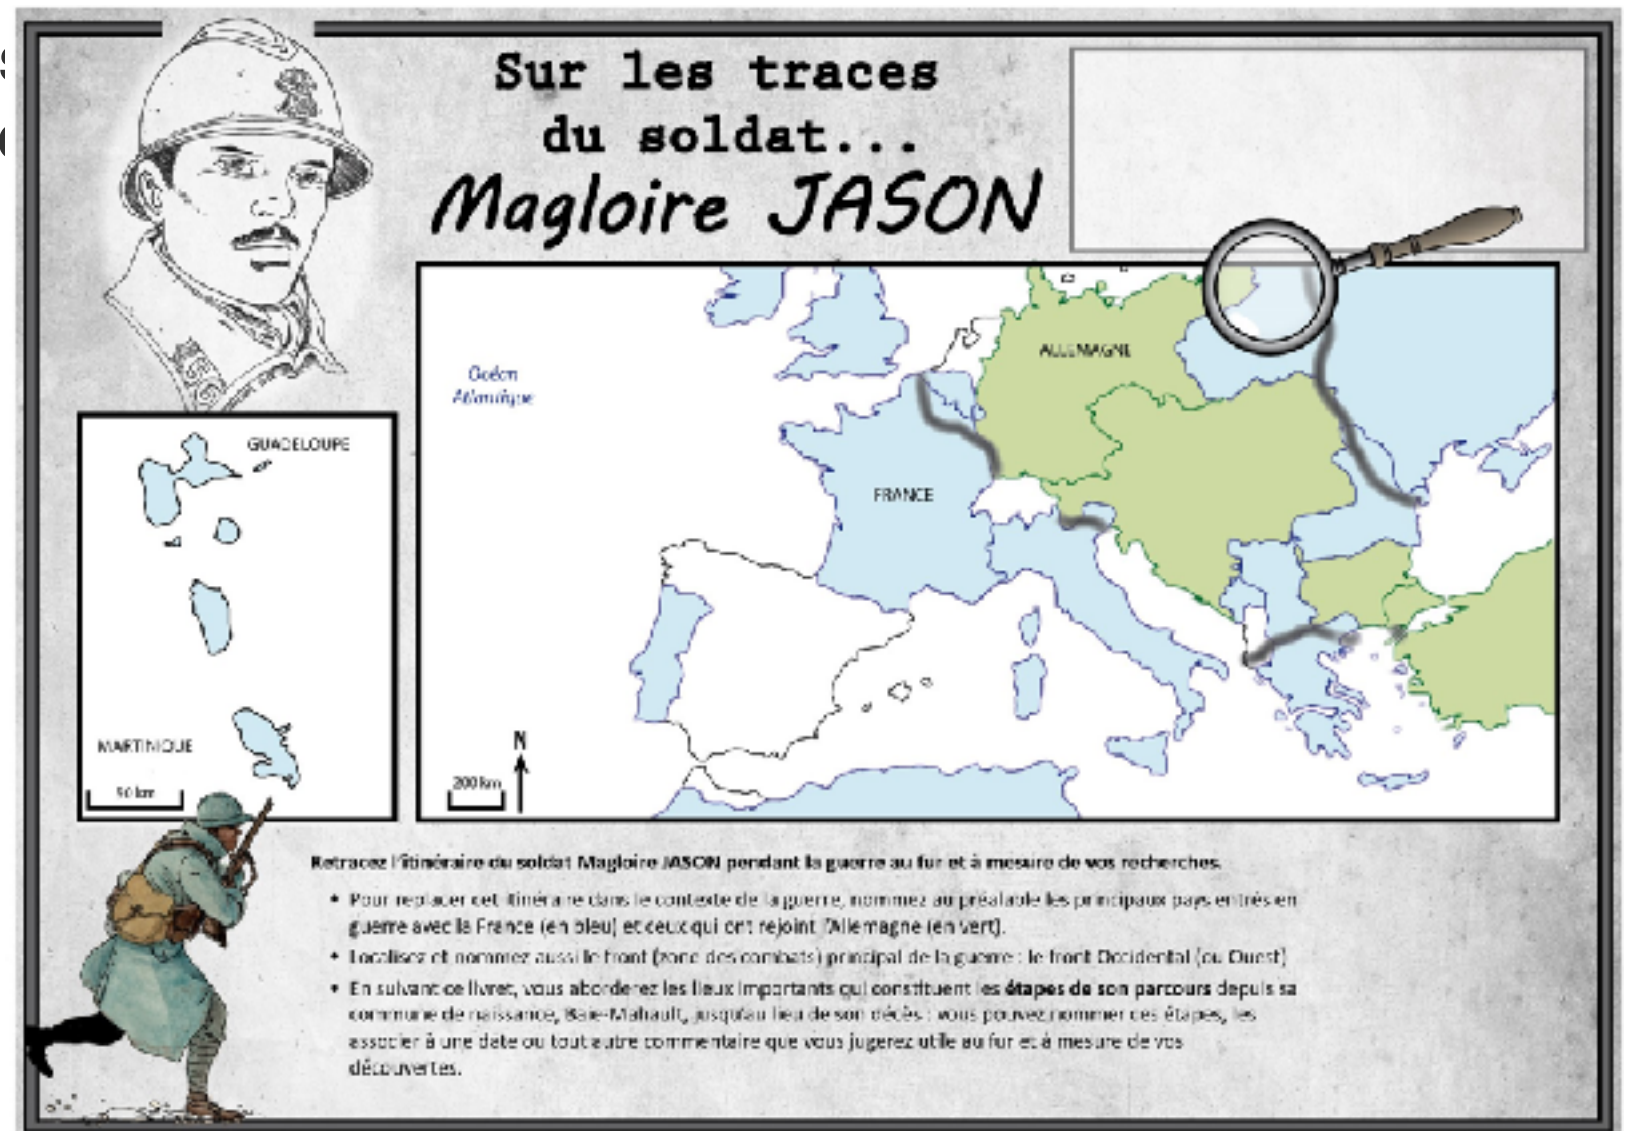 Sur les traces
du soldat...
Magloire JASON
GUADELOUPE
MARTINIQUE
50 km
Océan
Atlantique
ALLEMAGNE
FRANCE
N
200 km
Retracez l'itinéraire du soldat Magloire JASON pendant la guerre au fur et à mesure de vos recherches.
• Pour replacer cet itinéraire dans le contexte de la guerre, nommez au préalable les principaux pays entrés en
guerre avec la France (en bleu) et ceux qui ont rejoint l'Allemagne (en vert).
• Localisez et nommez aussi le front (zone des combats) principal de la guerre : le front Occidental (ou Ouest)
• En suivant ce livret, vous aborderez les lieux importants qui constituent les étapes de son parcours depuis sa
commune de naissance, Baie-Mahault, jusqu'au lieu de son décès : vous pouvez nommer ces étapes, les
associer à une date ou tout autre commentaire que vous jugerez utile au fur et à mesure de vos
découvertes.